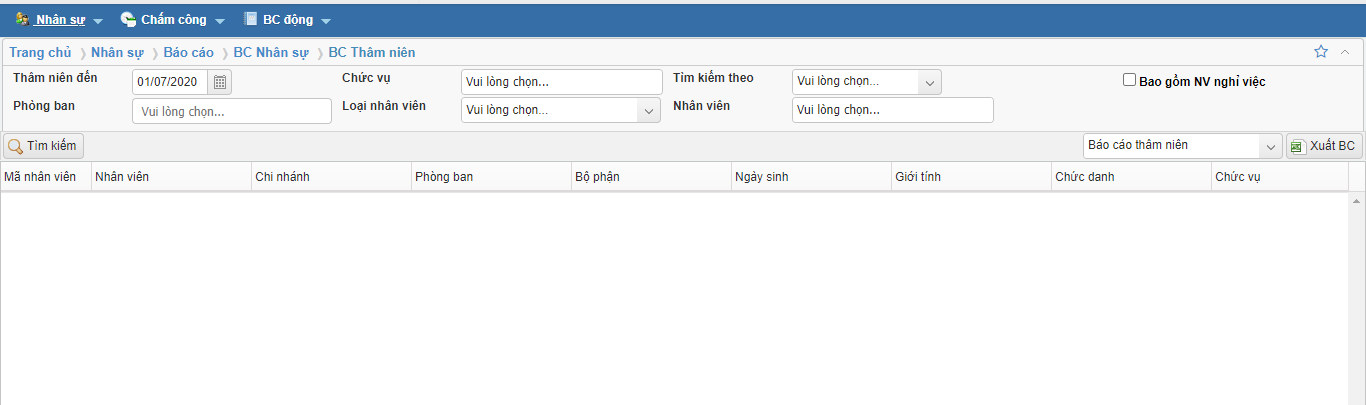 Nhân sự Chấm công BC động
Trang chủ Nhân sự Báo cáo BC Nhân sự BC Thâm niên
Thâm niên đến 01/07/2020 Chức vụ Vui lòng chọn... Tìm kiếm theo Vui lòng chọn... Bao gồm NV nghỉ việc
Phòng ban Vui lòng chọn... Loại nhân viên Vui lòng chọn... Nhân viên Vui lòng chọn...
Tìm kiếm Báo cáo thâm niên Xuất BC
Mã nhân viên Nhân viên Chi nhánh Phòng ban Bộ phận Ngày sinh Giới tính Chức danh Chức vụ